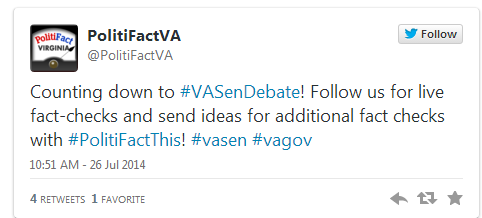 PolitiFact
VIRGINIA
PolitiFactVA
@PolitiFactVA
Follow
Counting down to #VASenDebate! Follow us for live
fact-checks and send ideas for additional fact checks
with #PolitiFactThis! #vasen #vagov
10:51 AM - 26 Jul 2014
4 RETWEETS 1 FAVORITE